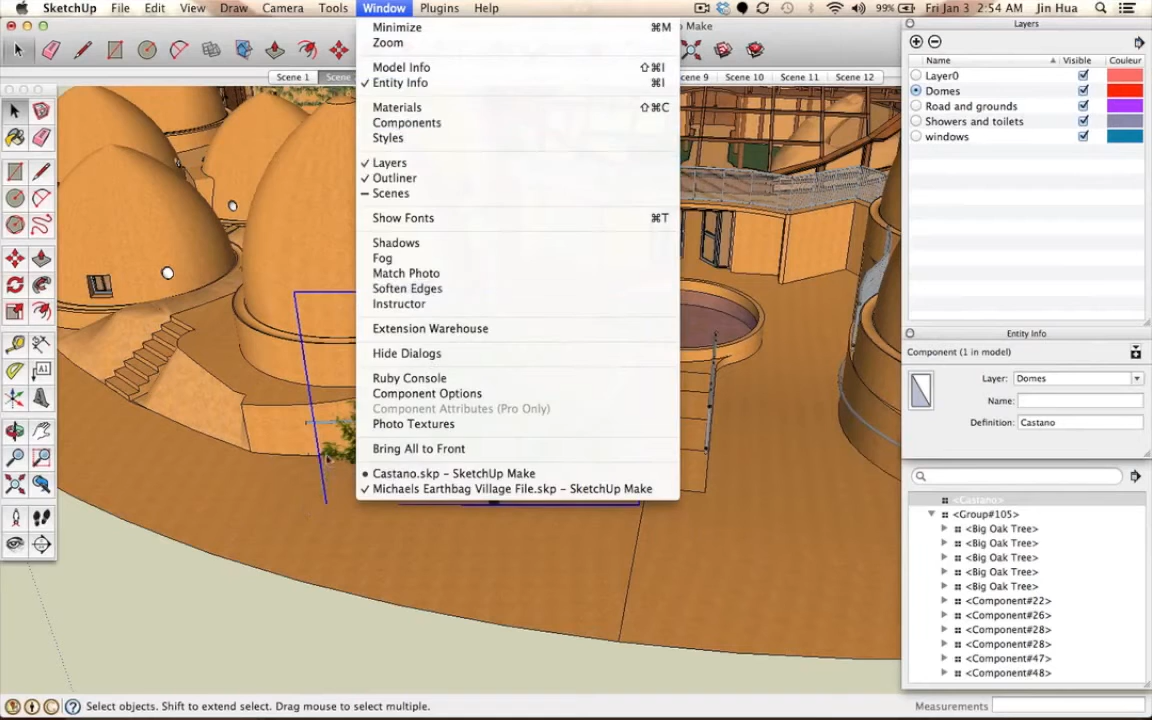 SketchUp File Edit View Draw Camera Tools Window Plugins Help 99% Fri Jan 3 2:54 AM Jin Hua
Make
Scene 1 Scene 9 Scene 10 Scene 11 Scene 12
Minimize ⌘M
Zoom
Model Info ⇧⌘I
✓ Entity Info ⌘I
Materials ⇧⌘C
Components
Styles
✓ Layers
✓ Outliner
– Scenes
Show Fonts ⌘T
Shadows
Fog
Match Photo
Soften Edges
Instructor
Extension Warehouse
Hide Dialogs
Ruby Console
Component Options
Component Attributes (Pro Only)
Photo Textures
Bring All to Front
• Castano.skp - SketchUp Make
✓ Michaels Earthbag Village File.skp - SketchUp Make
Layers
Name Visible Couleur
Layer0
Domes
Road and grounds
Showers and toilets
windows
Entity Info
Component (1 in model)
Layer: Domes
Name:
Definition: Castano
<Castano>
<Group#105>
<Big Oak Tree>
<Big Oak Tree>
<Big Oak Tree>
<Big Oak Tree>
<Big Oak Tree>
<Component#22>
<Component#26>
<Component#28>
<Component#28>
<Component#47>
<Component#48>
Select objects. Shift to extend select. Drag mouse to select multiple. Measurements